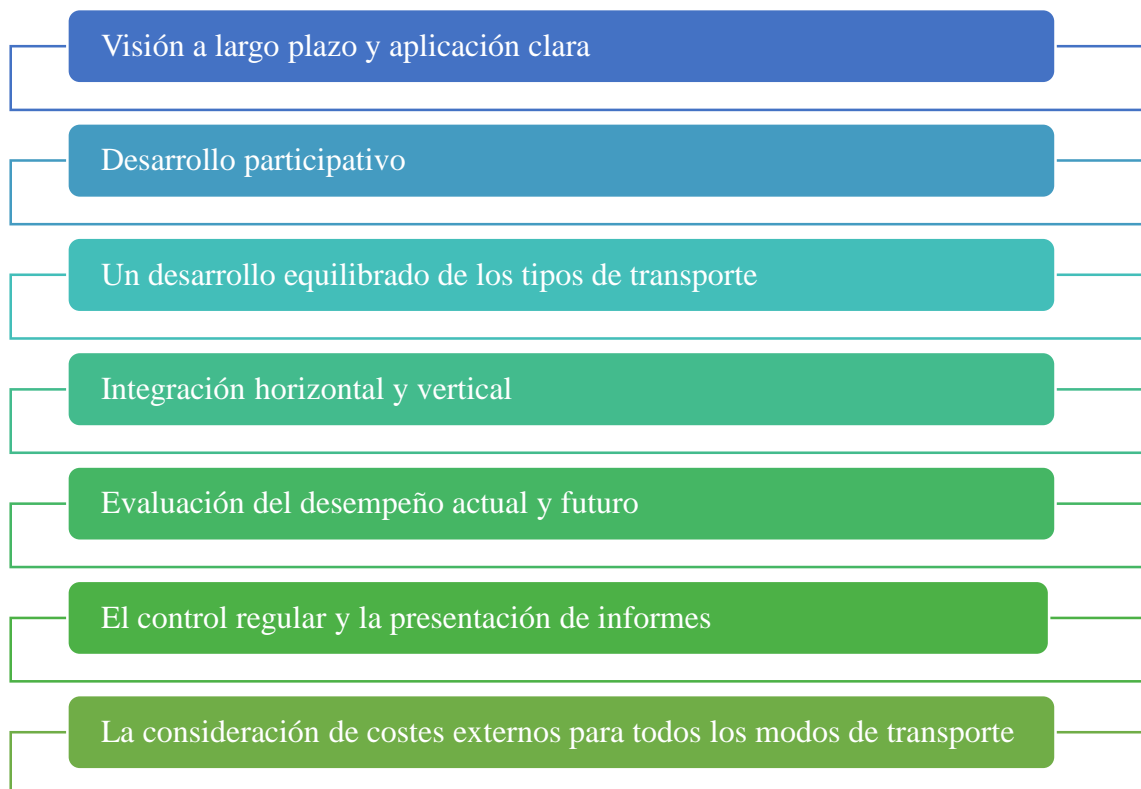 Visión a largo plazo y aplicación clara
Desarrollo participativo
Un desarrollo equilibrado de los tipos de transporte
Integración horizontal y vertical
Evaluación del desempeño actual y futuro
El control regular y la presentación de informes
La consideración de costes externos para todos los modos de transporte